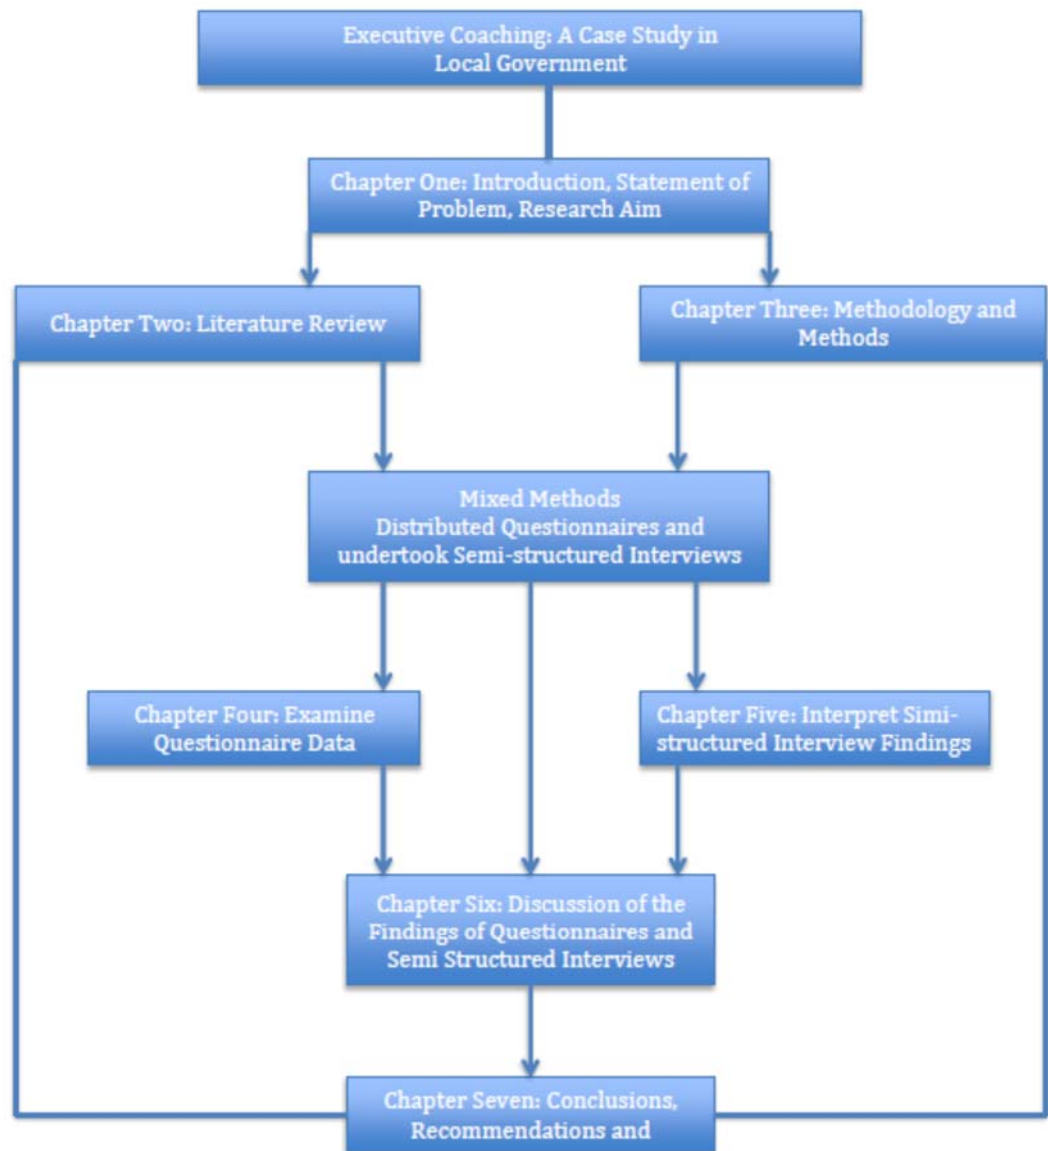 Executive Coaching: A Case Study in
Local Government
Chapter One: Introduction, Statement of
Problem, Research Aim
Chapter Two: Literature Review
Chapter Three: Methodology and
Methods
Mixed Methods
Distributed Questionnaires and
undertook Semi-structured Interviews
Chapter Four: Examine
Questionnaire Data
Chapter Five: Interpret Simi-
structured Interview Findings
Chapter Six: Discussion of the
Findings of Questionnaires and
Semi Structured Interviews
Chapter Seven: Conclusions,
Recommendations and